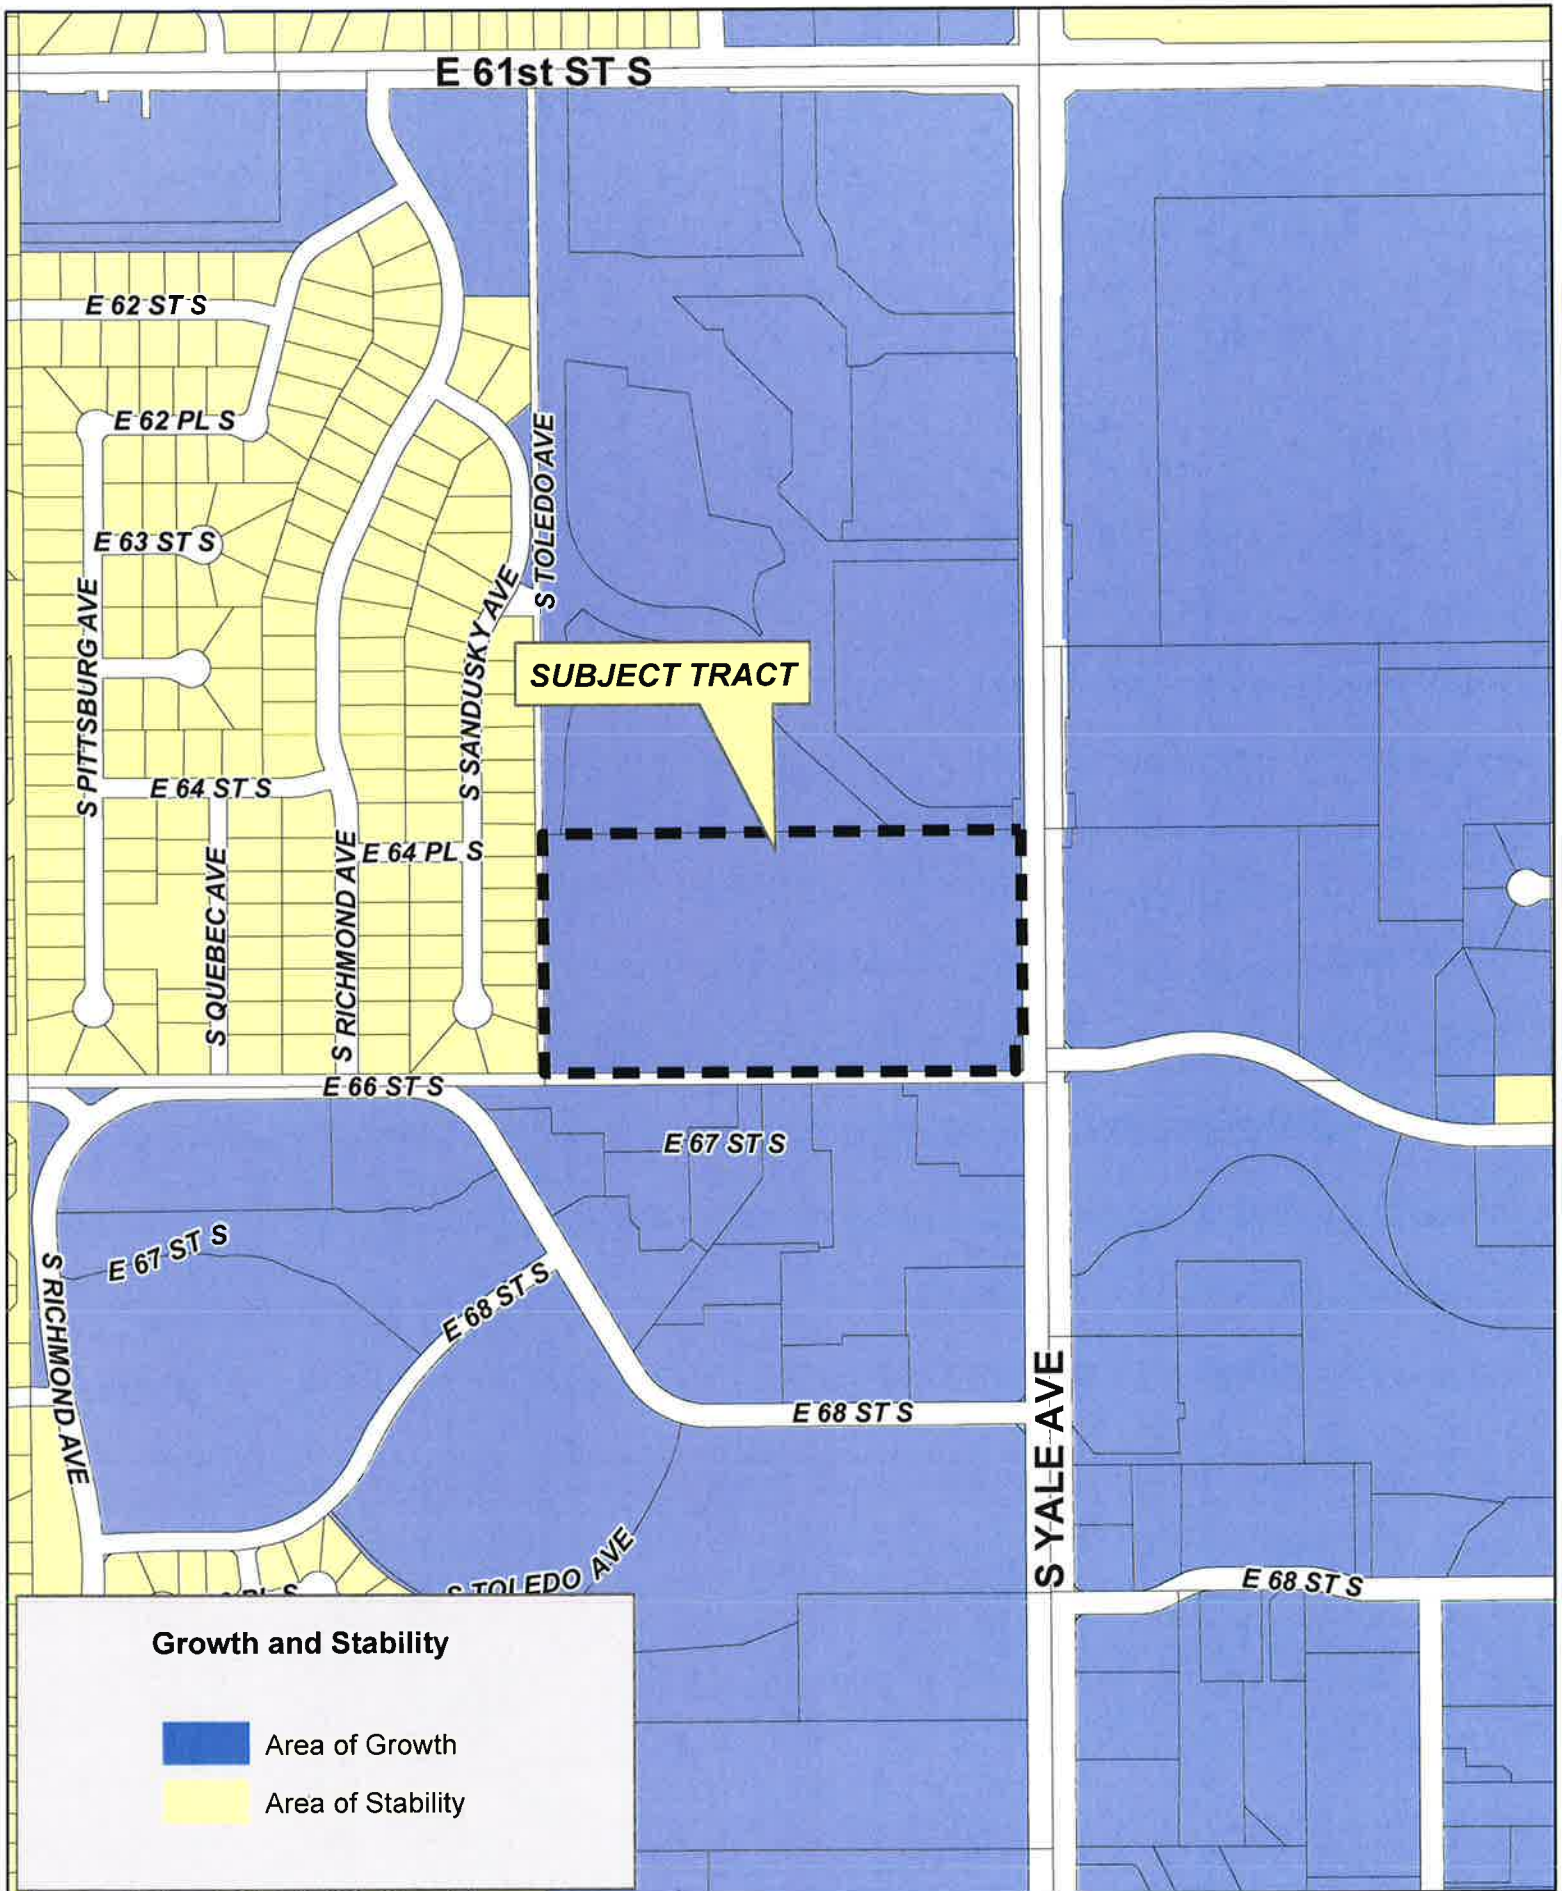 E 61st ST S
E 62 ST S
E 62 PL S
S TOLEDO AVE
E 63 ST S
S PITTSBURG AVE
S SANDUSKY AVE
SUBJECT TRACT
E 64 ST S
E 64 PL S
S QUEBEC AVE
S RICHMOND AVE
E 66 ST S
E 67 ST S
E 67 ST S
S RICHMOND AVE
E 68 ST S
E 68 ST S
S YALE AVE
S TOLEDO AVE
E 68 ST S
PL S
Growth and Stability
Area of Growth
Area of Stability